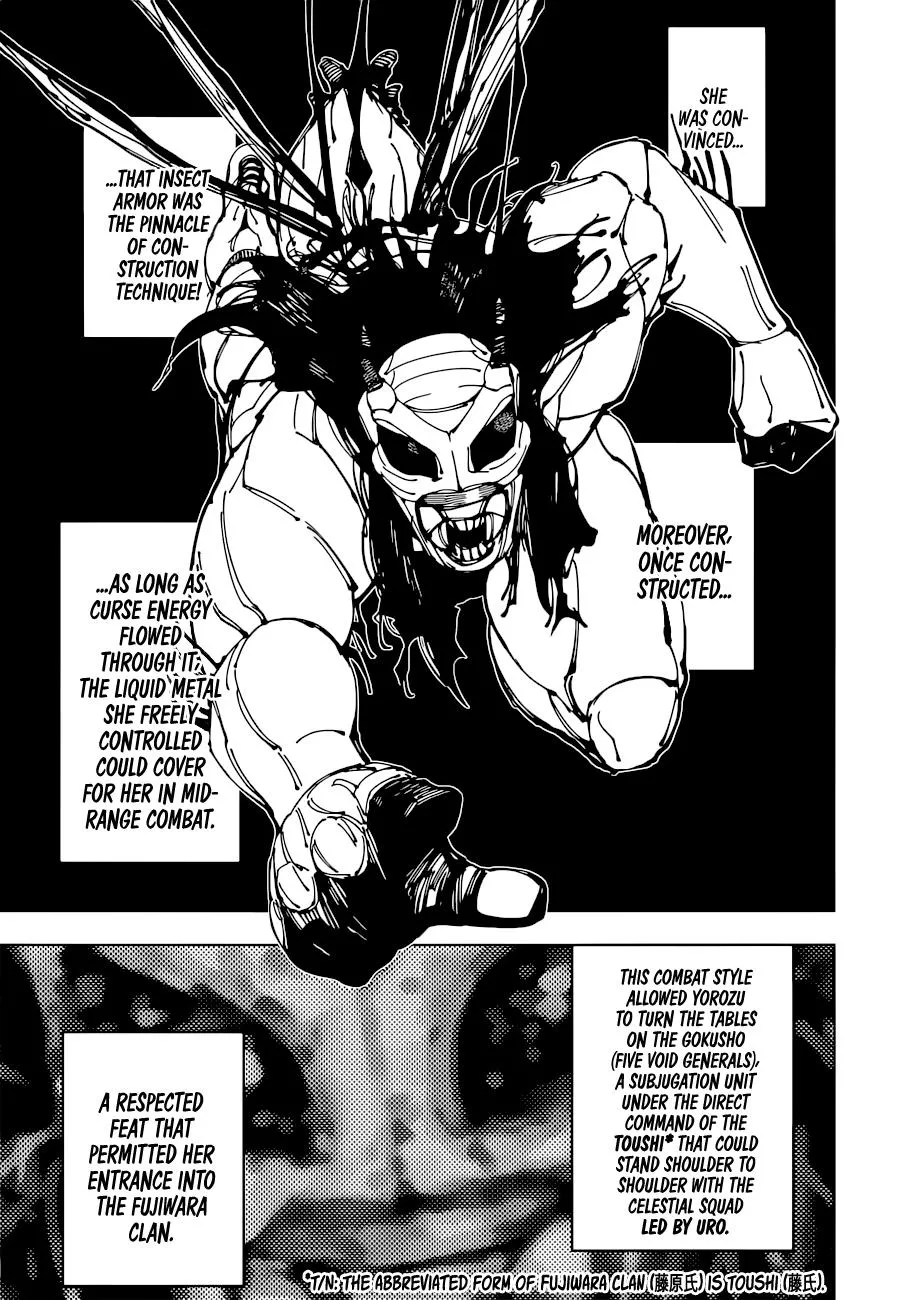 SHE
WAS CON-
VINCED...
...THAT INSECT
ARMOR WAS
THE PINNACLE
OF CON-
STRUCTION
TECHNIQUE!
MOREOVER,
ONCE CON-
STRUCTED...
...AS LONG AS
CURSE ENERGY
FLOWED
THROUGH IT,
THE LIQUID METAL
SHE FREELY
CONTROLLED
COULD COVER
FOR HER IN MID-
RANGE COMBAT.
THIS COMBAT STYLE
ALLOWED YOROZU
TO TURN THE TABLES
ON THE GOKUSHO
(FIVE VOID GENERALS),
A SUBJUGATION UNIT
UNDER THE DIRECT
COMMAND OF THE
TOUSHI* THAT COULD
STAND SHOULDER TO
SHOULDER WITH THE
CELESTIAL SQUAD
LED BY URO.
A RESPECTED
FEAT THAT
PERMITTED HER
ENTRANCE INTO
THE FUJIWARA
CLAN.
*T/N: THE ABBREVIATED FORM OF FUJIWARA CLAN (藤原氏) IS TOUSHI (藤氏).